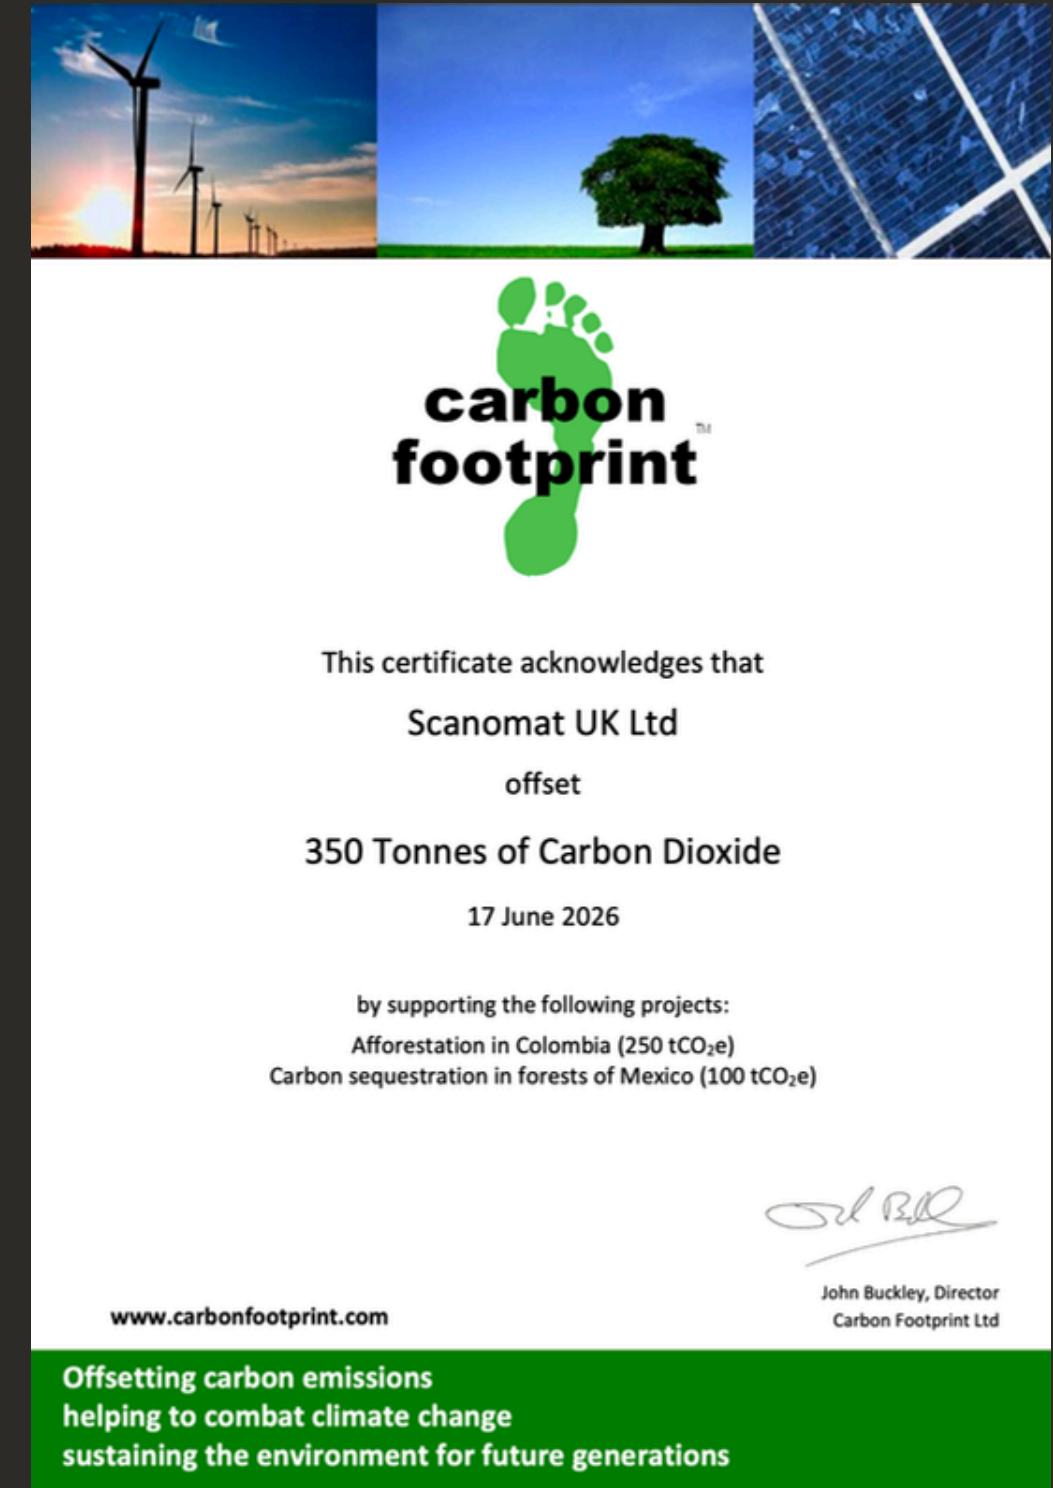 carbon
footprint™
This certificate acknowledges that
Scanomat UK Ltd
offset
350 Tonnes of Carbon Dioxide
17 June 2026
by supporting the following projects:
Afforestation in Colombia (250 tCO₂e)
Carbon sequestration in forests of Mexico (100 tCO₂e)
John Buckley, Director
www.carbonfootprint.com
Carbon Footprint Ltd
Offsetting carbon emissions
helping to combat climate change
sustaining the environment for future generations